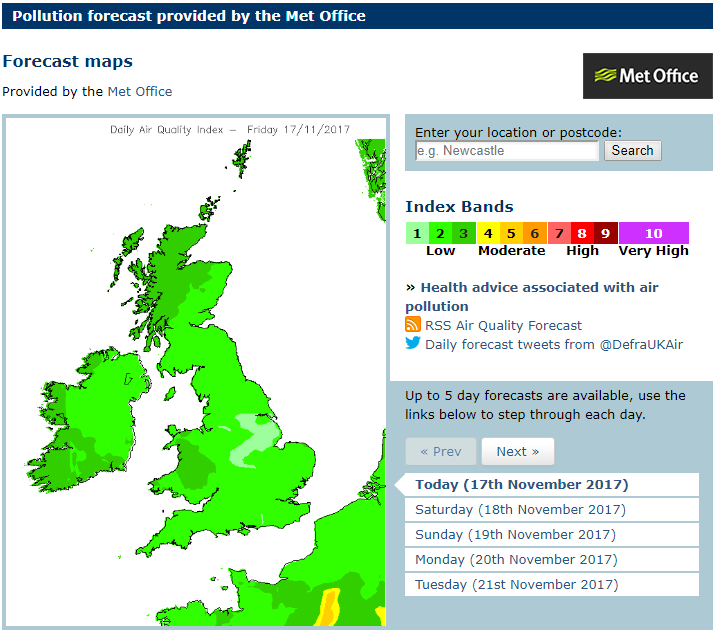 Pollution forecast provided by the Met Office
Forecast maps
Met Office
Provided by the Met Office
Daily Air Quality Index – Friday 17/11/2017
Enter your location or postcode:
e.g. Newcastle Search
Index Bands
1 2 3 4 5 6 7 8 9 10
Low Moderate High Very High
» Health advice associated with air
pollution
RSS Air Quality Forecast
Daily forecast tweets from @DefraUKAir
Up to 5 day forecasts are available, use the
links below to step through each day.
« Prev Next »
Today (17th November 2017)
Saturday (18th November 2017)
Sunday (19th November 2017)
Monday (20th November 2017)
Tuesday (21st November 2017)